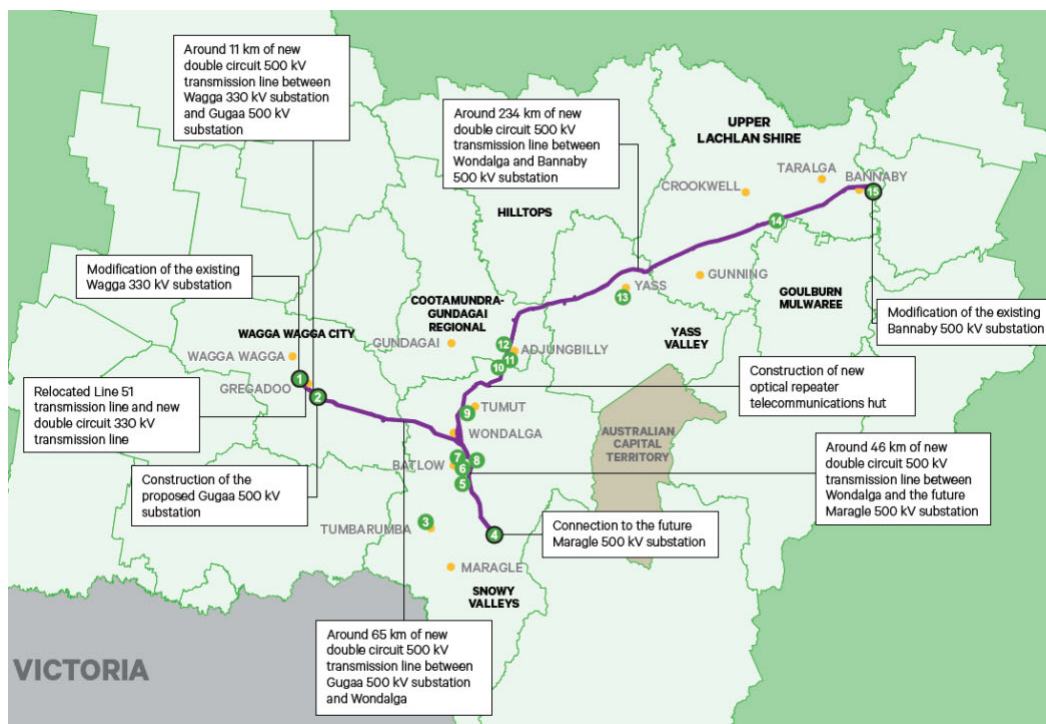 Around 11 km of new
double circuit 500 kV
transmission line between
Wagga 330 kV substation
and Gugaa 500 kV
substation
Around 234 km of new
double circuit 500 kV
transmission line between
Wondalga and Bannaby
500 kV substation
UPPER
LACHLAN SHIRE
TARALGA
BANNABY
CROOKWELL
15
14
HILLTOPS
Modification of the existing
Wagga 330 kV substation
GUNNING
YASS
13
GOULBURN
MULWAREE
COOTAMUNDRA-
GUNDAGAI
REGIONAL
Modification of the existing
Bannaby 500 kV substation
WAGGA WAGGA CITY
GUNDAGAI
YASS
VALLEY
12
ADJUNGBILLY
11
10
WAGGA WAGGA
1
GREGADOO
2
Construction of new
optical repeater
telecommunications hut
Relocated Line 51
transmission line and new
double circuit 330 kV
transmission line
TUMUT
9
WONDALGA
AUSTRALIAN
CAPITAL
TERRITORY
7
8
BATLOW
6
5
Around 46 km of new
double circuit 500 kV
transmission line between
Wondalga and the future
Maragle 500 kV substation
Construction of the
proposed Gugaa 500 kV
substation
3
TUMBARUMBA
4
Connection to the future
Maragle 500 kV substation
MARAGLE
SNOWY
VALLEYS
Around 65 km of new
double circuit 500 kV
transmission line between
Gugaa 500 kV substation
and Wondalga
VICTORIA